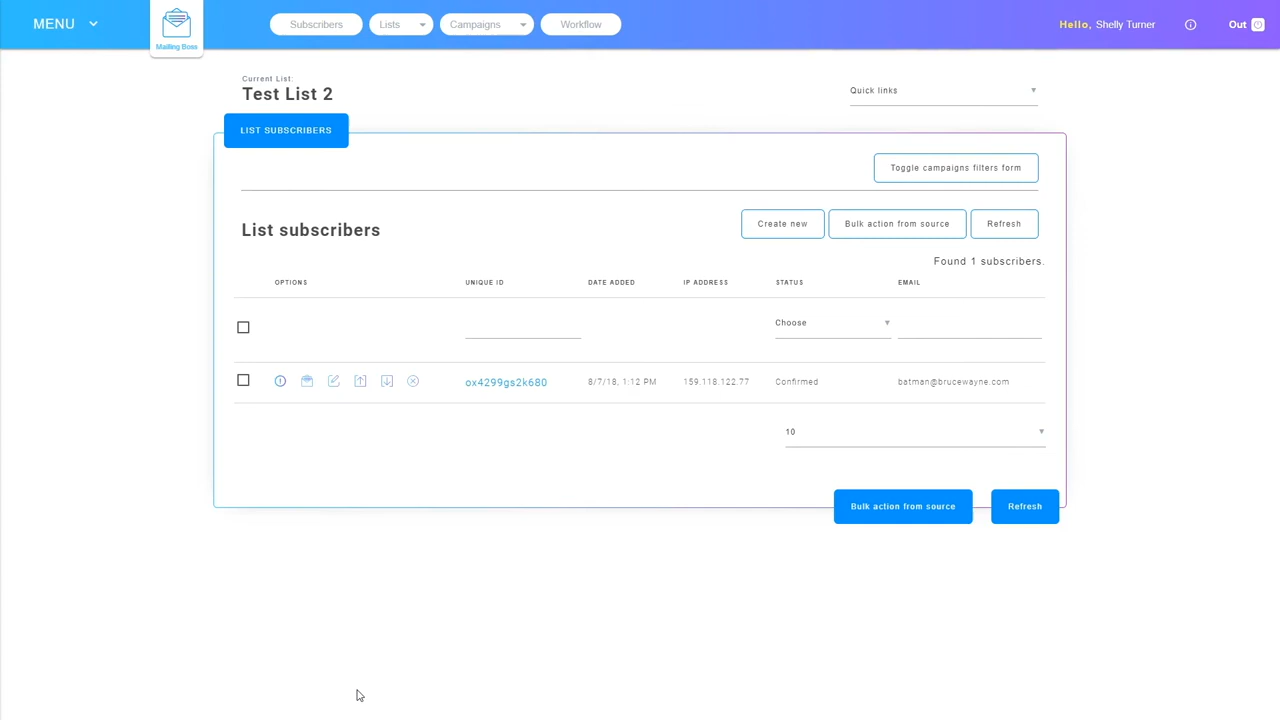 MENU
Mailing Boss
Subscribers
Lists
Campaigns
Workflow
Hello, Shelly Turner
Out
Current List:
Test List 2
Quick links
LIST SUBSCRIBERS
Toggle campaigns filters form
List subscribers
Create new
Bulk action from source
Refresh
Found 1 subscribers.
OPTIONS UNIQUE ID DATE ADDED IP ADDRESS STATUS EMAIL
Choose
ox4299gs2k680 8/7/18, 1:12 PM 159.118.122.77 Confirmed batman@brucewayne.com
10
Bulk action from source
Refresh